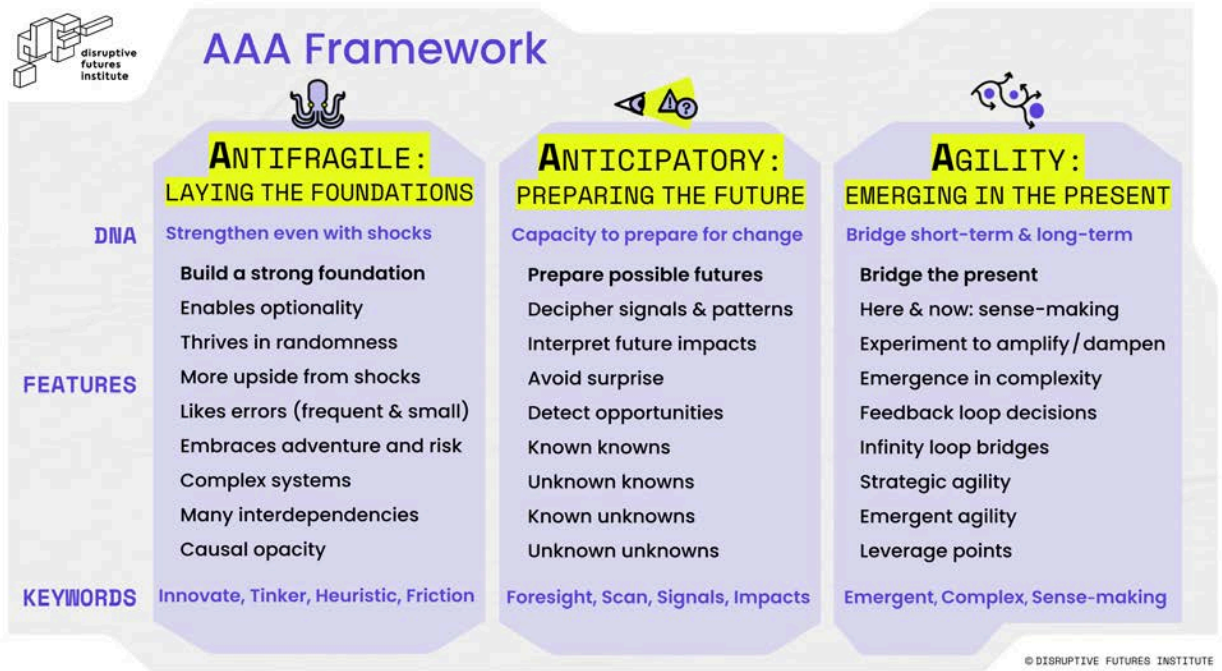 disruptive
futures
institute
AAA Framework
ANTIFRAGILE:
LAYING THE FOUNDATIONS
ANTICIPATORY:
PREPARING THE FUTURE
AGILITY:
EMERGING IN THE PRESENT
DNA
Strengthen even with shocks
Capacity to prepare for change
Bridge short-term & long-term
FEATURES
Build a strong foundation
Enables optionality
Thrives in randomness
More upside from shocks
Likes errors (frequent & small)
Embraces adventure and risk
Complex systems
Many interdependencies
Causal opacity
Prepare possible futures
Decipher signals & patterns
Interpret future impacts
Avoid surprise
Detect opportunities
Known knowns
Unknown knowns
Known unknowns
Unknown unknowns
Bridge the present
Here & now: sense-making
Experiment to amplify/dampen
Emergence in complexity
Feedback loop decisions
Infinity loop bridges
Strategic agility
Emergent agility
Leverage points
KEYWORDS
Innovate, Tinker, Heuristic, Friction
Foresight, Scan, Signals, Impacts
Emergent, Complex, Sense-making
© DISRUPTIVE FUTURES INSTITUTE